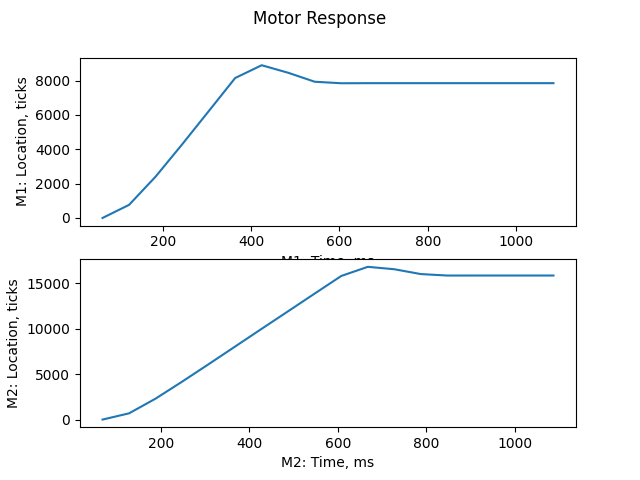 Motor Response
M1: Location, ticks
8000
6000
4000
2000
0
200 400 600 800 1000
M1: Time, ms
M2: Location, ticks
15000
10000
5000
0
200 400 600 800 1000
M2: Time, ms